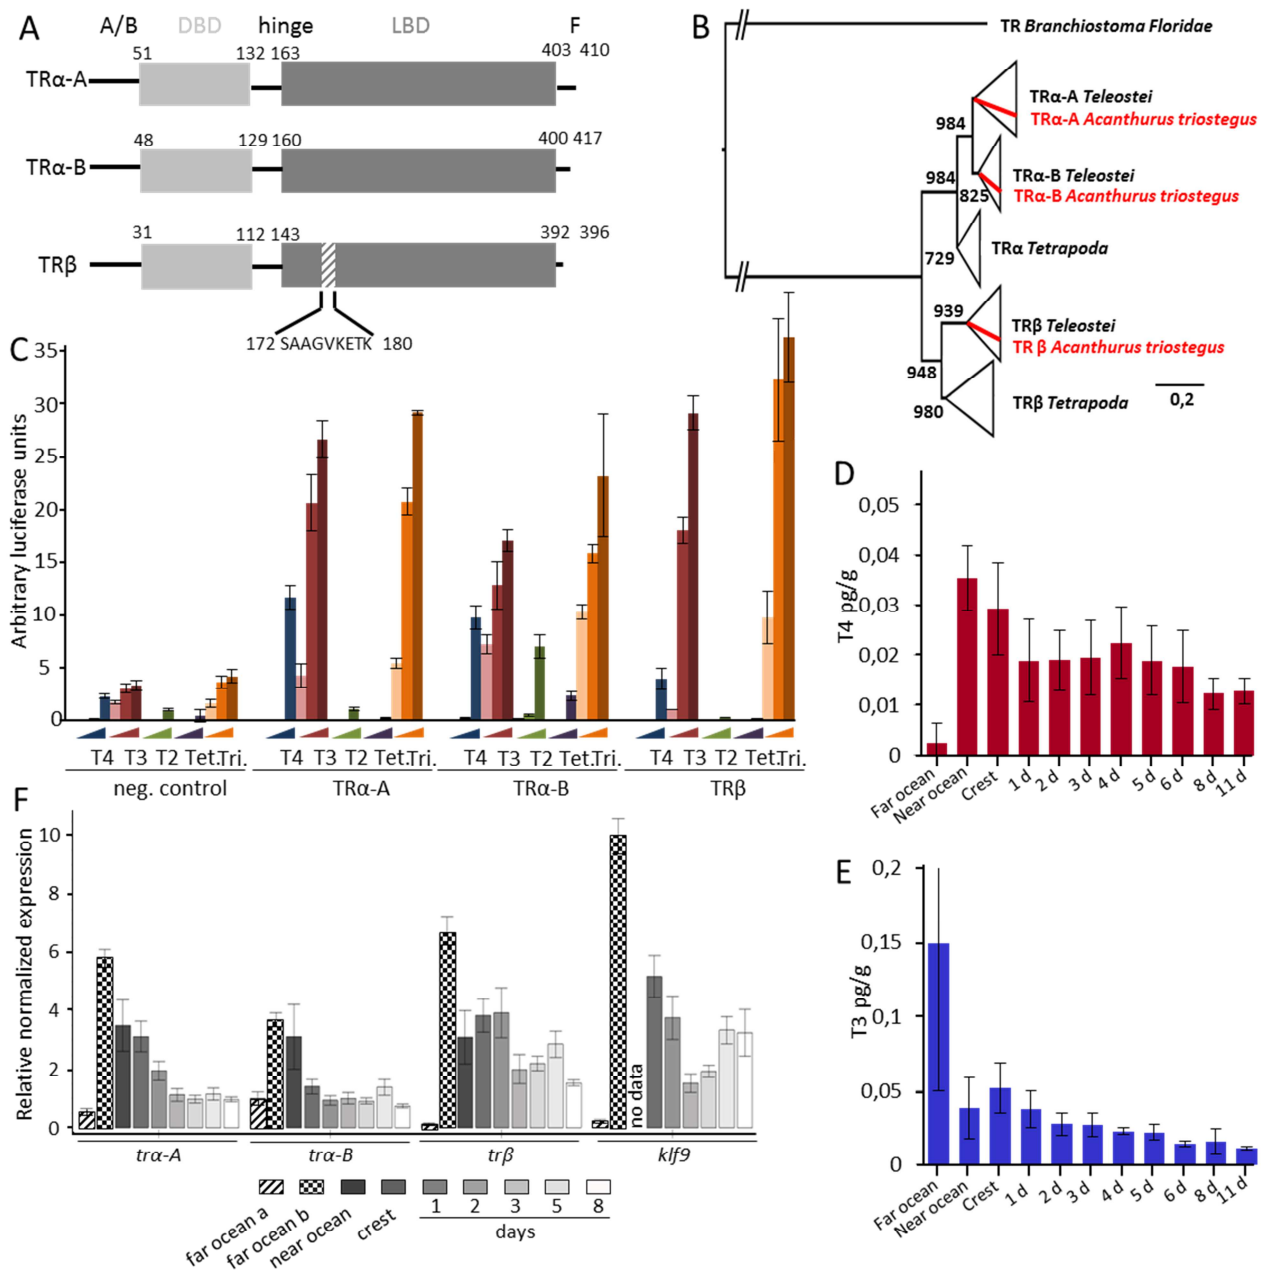 A
A/B DBD hinge LBD F
51 132 163 403 410
TRα-A
48 129 160 400 417
TRα-B
31 112 143 392 396
TRβ
172 SAAGVKETK 180
B
TR Branchiostoma Floridae
TRα-A Teleostei
TRα-A Acanthurus triostegus
984
TRα-B Teleostei
TRα-B Acanthurus triostegus
984
825
TRα Tetrapoda
729
939
TRβ Teleostei
TR β Acanthurus triostegus
948
TRβ Tetrapoda
980
0,2
C
Arbitrary luciferase units
35
30
25
20
15
10
5
0
T4 T3 T2 Tet. Tri. T4 T3 T2 Tet. Tri. T4 T3 T2 Tet. Tri. T4 T3 T2 Tet. Tri.
neg. control TRα-A TRα-B TRβ
D
T4 pg/g
0,05
0,04
0,03
0,02
0,01
0
Far ocean Near ocean Crest 1 d 2 d 3 d 4 d 5 d 6 d 8 d 11 d
E
T3 pg/g
0,2
0,15
0,1
0,05
0
Far ocean Near ocean Crest 1 d 2 d 3 d 4 d 5 d 6 d 8 d 11 d
F
Relative normalized expression
10
8
6
4
2
0
no data
trα-A trα-B trβ klf9
far ocean a far ocean b near ocean crest 1 2 3 5 8
days